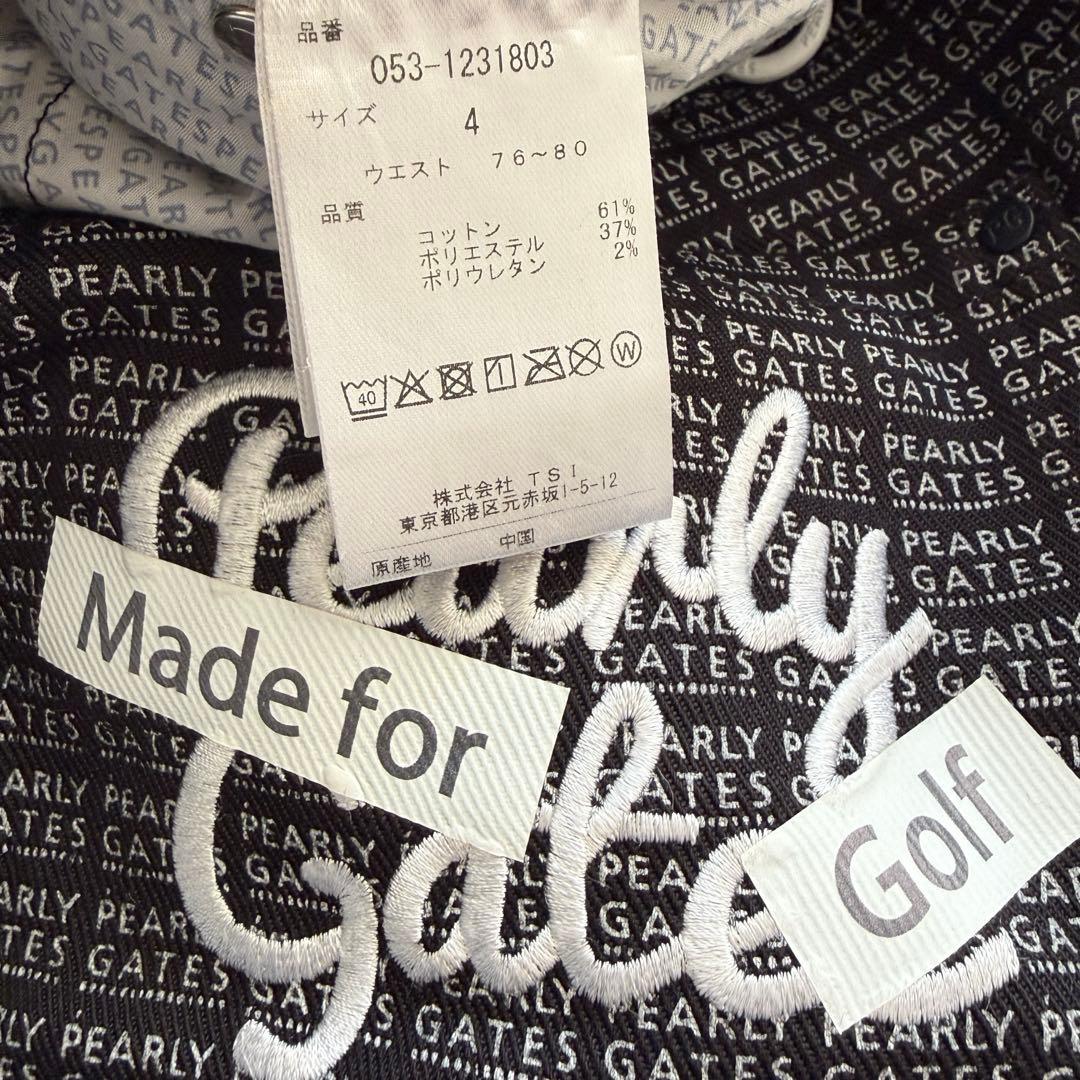 品番
053-1231803
サイズ 4
ウエスト 76~80
品質
コットン 61%
ポリエステル 37%
ポリウレタン 2%
40
W
株式会社 TSI
東京都港区元赤坂1-5-12
原産地 中国
Pearly
Gates
Made for
Golf
PEARLY
GATES